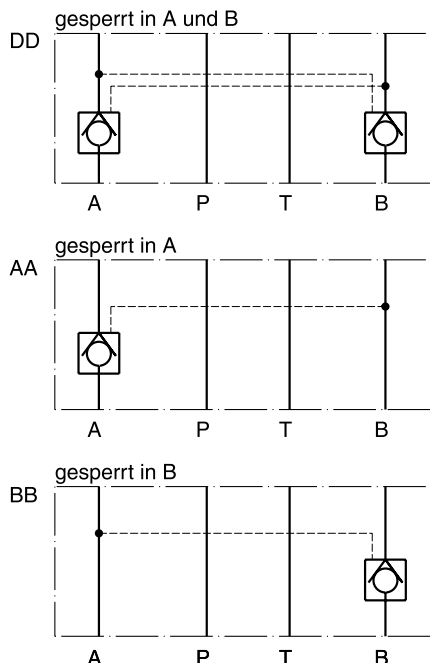 gesperrt in A und B
DD
A P T B
gesperrt in A
AA
A P T B
gesperrt in B
BB
A P T B